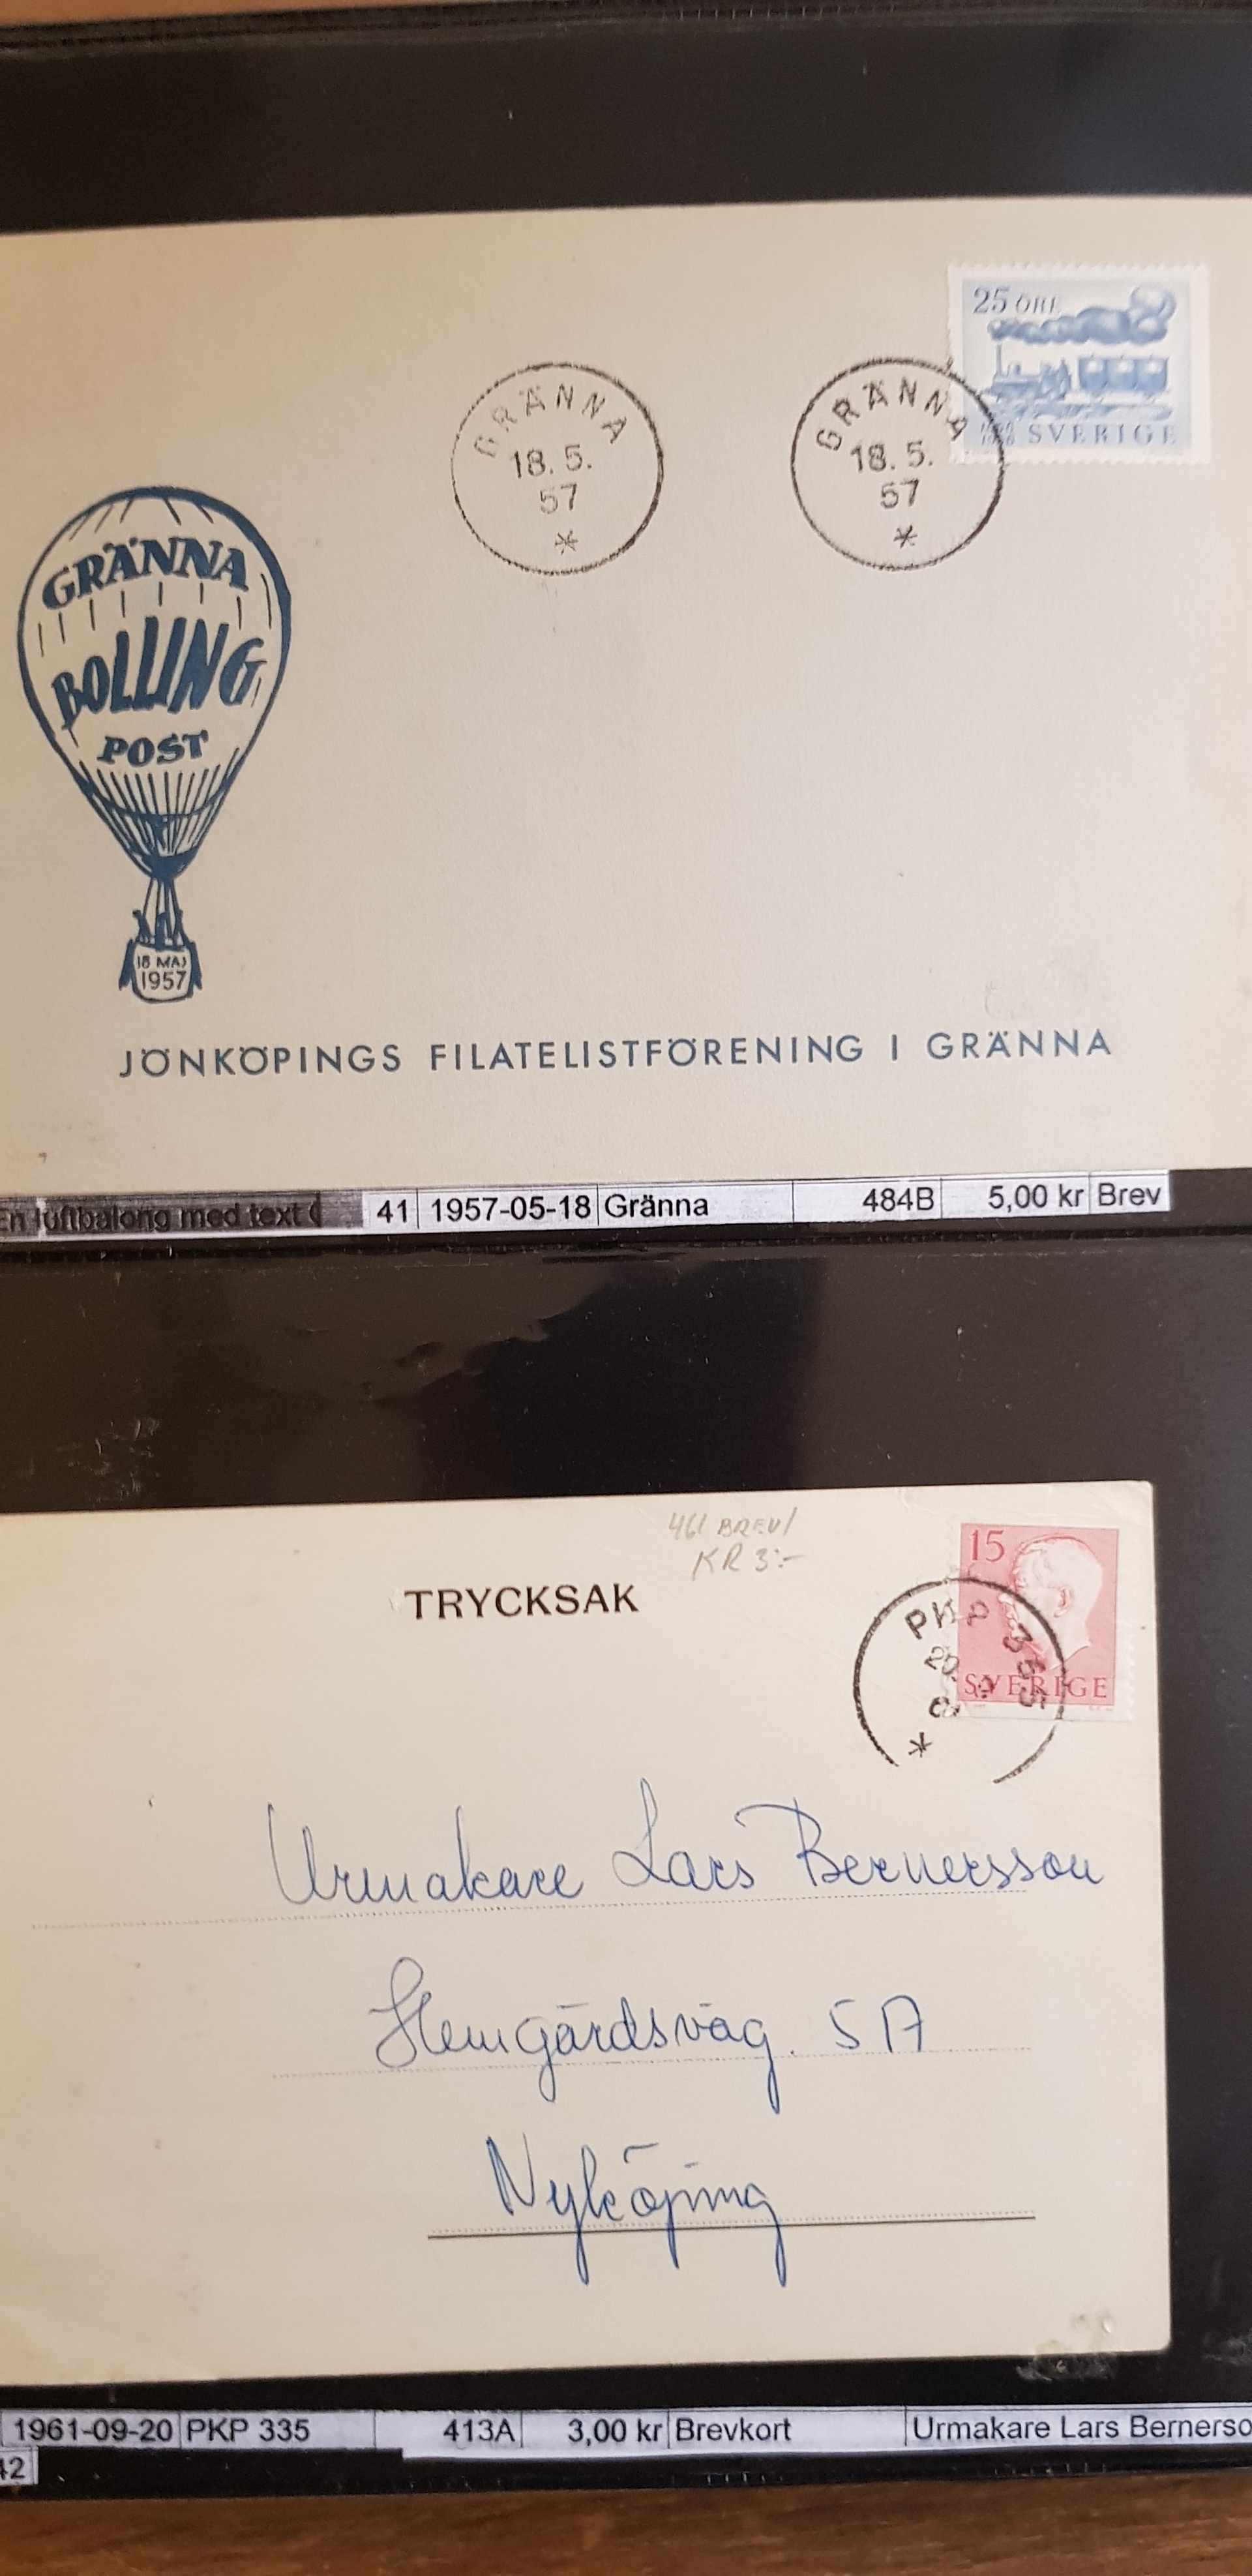 25 ÖRE
SVERIGE
GRÄNNA
18. 5.
57
*
GRÄNNA
18. 5.
57
*
GRÄNNA
BOLLING
POST
18 MAJ
1957
JÖNKÖPINGS FILATELISTFÖRENING I GRÄNNA
En luftbalong med text (
41 1957-05-18 Gränna 484B 5,00 kr Brev
461 BREV/
KR 3:-
15
SVERIGE
TRYCKSAK
PKP
20.
*
Urmakare Lars Bernersson
Hemgårdsväg. 5A
Nyköping
1961-09-20 PKP 335 413A 3,00 kr Brevkort Urmakare Lars Bernerso
42